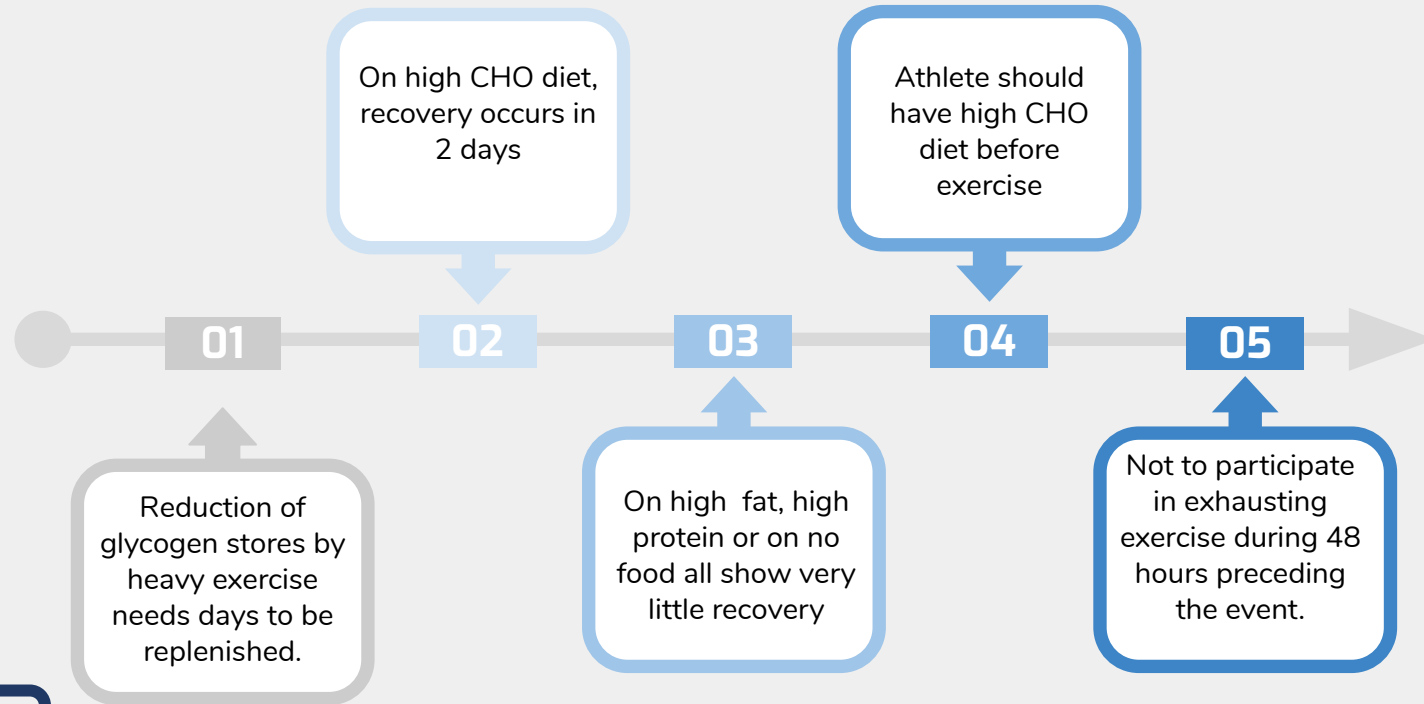 01
Reduction of
glycogen stores by
heavy exercise
needs days to be
replenished.
On high CHO diet,
recovery occurs in
2 days
02
03
On high fat, high
protein or on no
food all show very
little recovery
Athlete should
have high CHO
diet before
exercise
04
05
Not to participate
in exhausting
exercise during 48
hours preceding
the event.